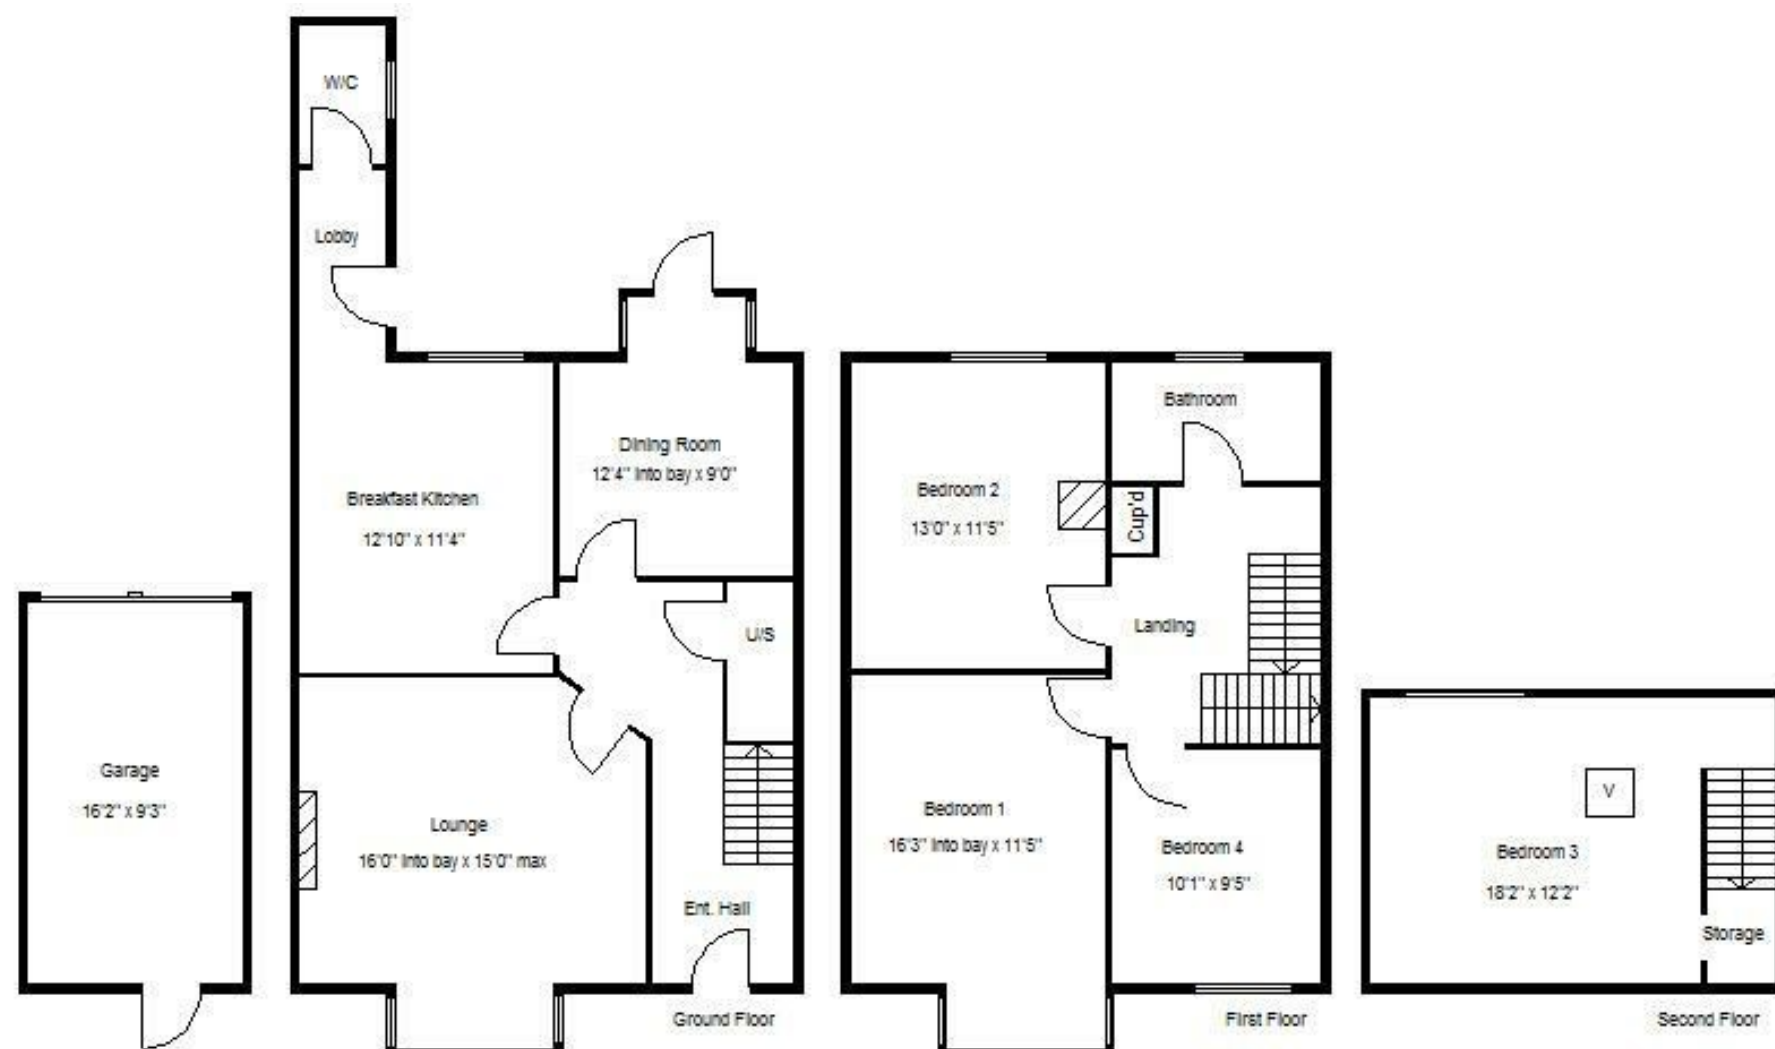 W/C
Lobby
Dining Room
12'4" into bay x 9'0"
Breakfast Kitchen
12'10" x 11'4"
U/S
Garage
16'2" x 9'3"
Lounge
16'0" into bay x 15'0" max
Ent. Hall
Ground Floor
Bathroom
Bedroom 2
13'0" x 11'5"
Cup'd
Landing
Bedroom 1
16'3" into bay x 11'5"
Bedroom 4
10'1" x 9'5"
First Floor
V
Bedroom 3
18'2" x 12'2"
Storage
Second Floor